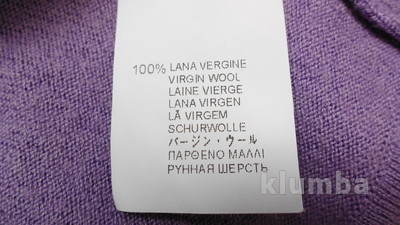 100% LANA VERGINE
VIRGIN WOOL
LAINE VIERGE
LANA VIRGEN
LÃ VIRGEM
SCHURWOLLE
バージン・ウール
ΠΑΡΘΕΝΟ ΜΑΛΛΙ
РУННАЯ ШЕРСТЬ
klumba